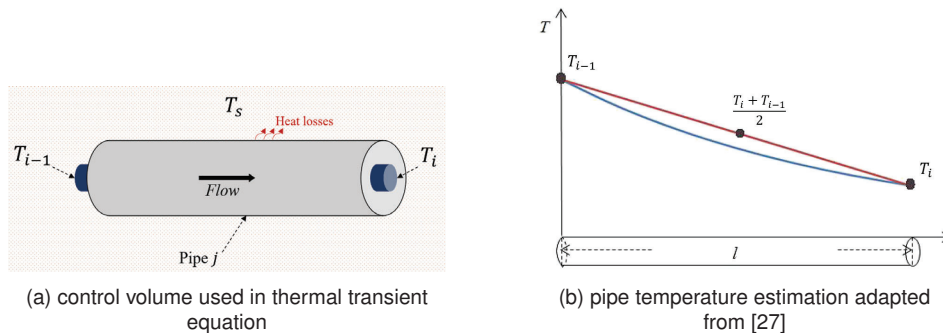 T_s
Heat losses
T_{i-1}
T_i
Flow
Pipe j
(a) control volume used in thermal transient
equation
T
T_{i-1}
\frac{T_i + T_{i-1}}{2}
T_i
l
(b) pipe temperature estimation adapted
from [27]